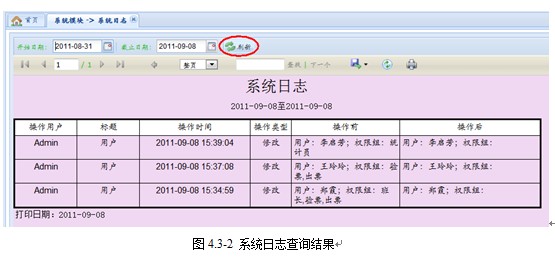 首页 系统模块 -> 系统日志
开始日期: 2011-08-31 截止日期: 2011-09-08 刷新
1 / 1 整页 查找 | 下一个
系统日志
2011-09-08至2011-09-08
操作用户 标题 操作时间 操作类型 操作前 操作后
Admin 用户 2011-09-08 15:39:04 修改 用户: 李启芳; 权限组: 统计员 用户: 李启芳; 权限组:
Admin 用户 2011-09-08 15:37:08 修改 用户: 王玲玲; 权限组: 验票,出票 用户: 王玲玲; 权限组:
Admin 用户 2011-09-08 15:34:59 修改 用户: 郑霞; 权限组: 班长,验票,出票 用户: 郑霞; 权限组:
打印日期: 2011-09-08
图 4.3-2 系统日志查询结果